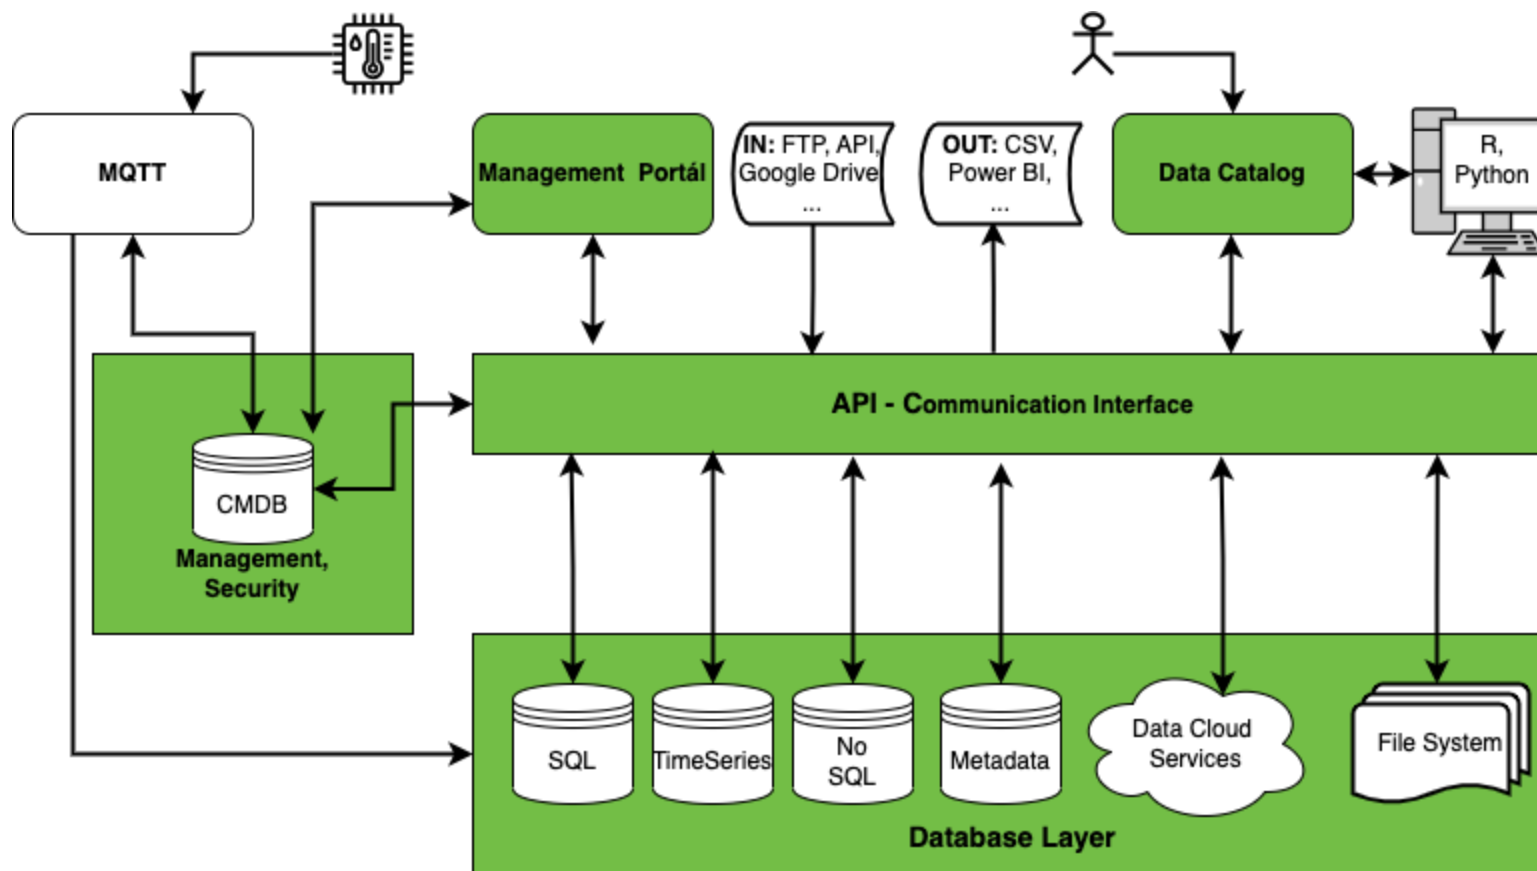 MQTT
Management Portál
IN: FTP, API,
Google Drive
...
OUT: CSV,
Power BI,
...
Data Catalog
R,
Python
API - Communication Interface
CMDB
Management,
Security
SQL
TimeSeries
No
SQL
Metadata
Data Cloud
Services
File System
Database Layer